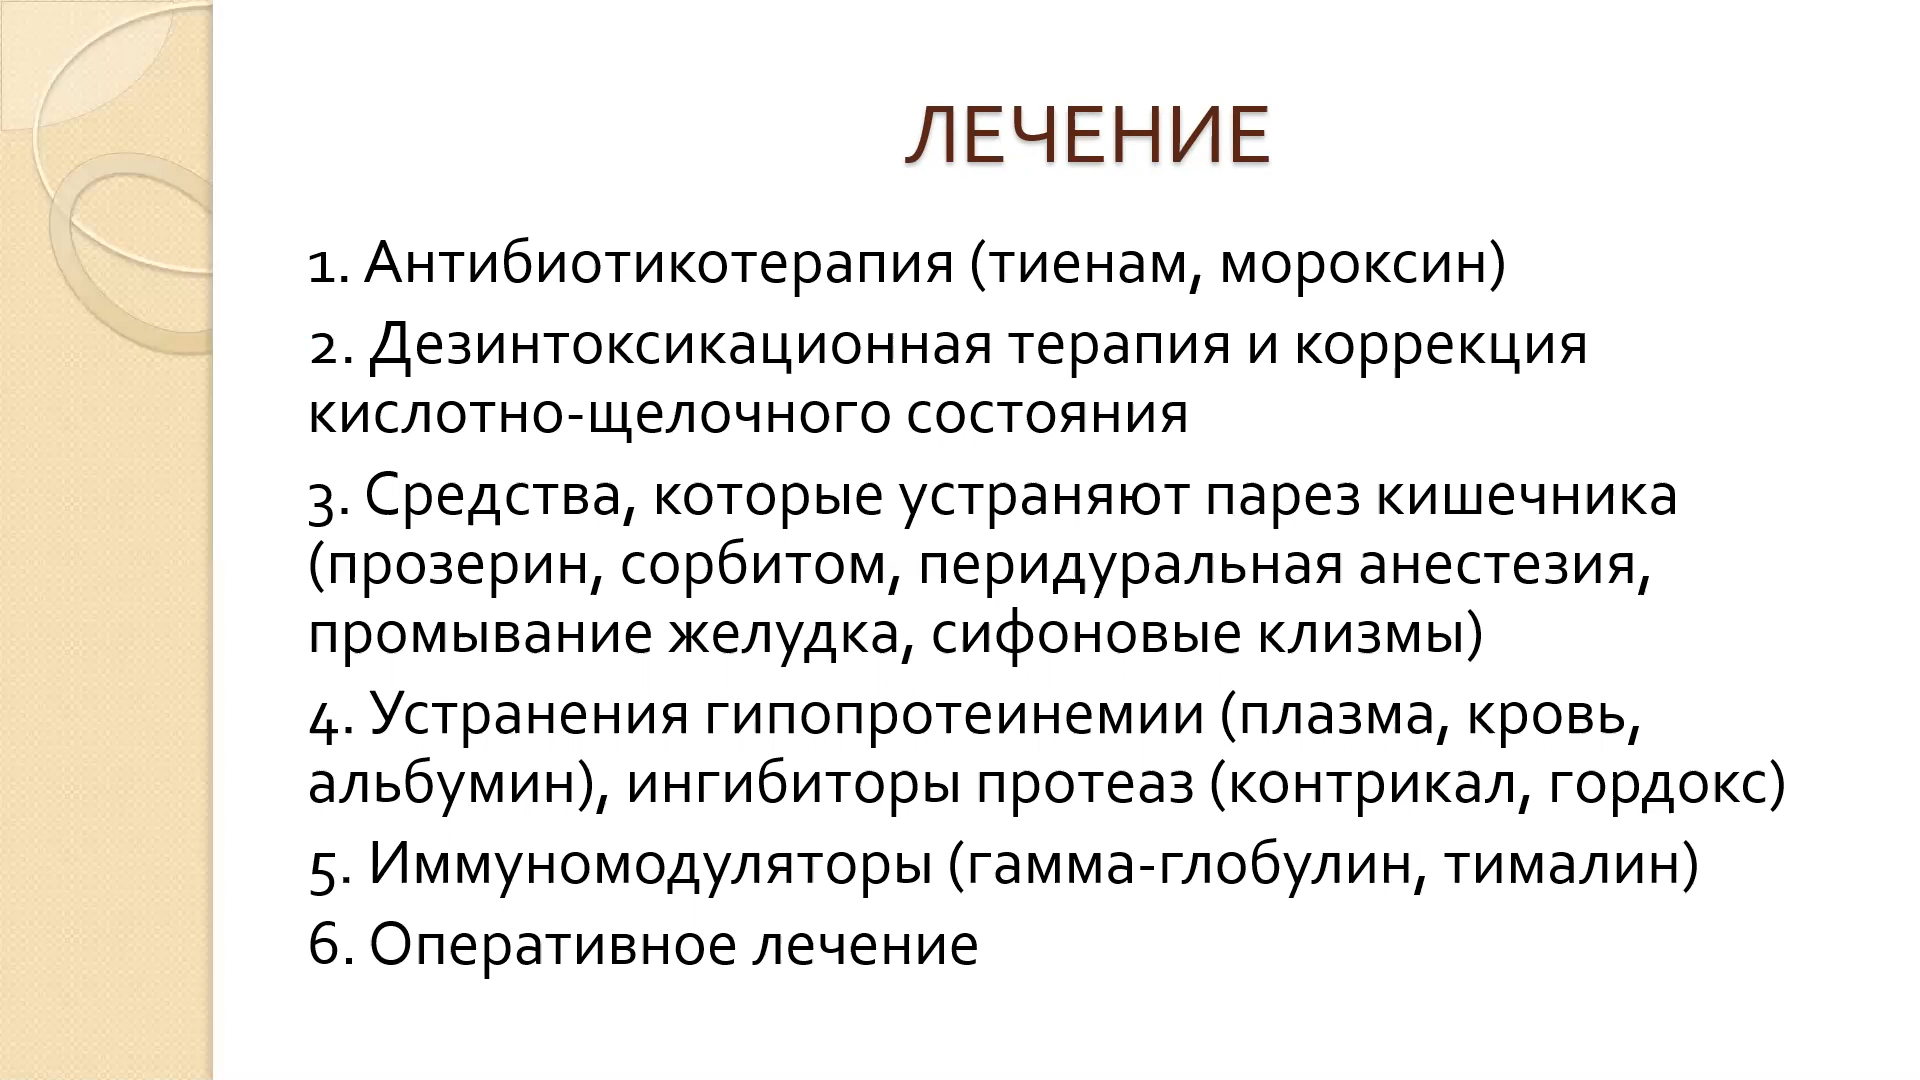 ЛЕЧЕНИЕ
1. Антибиотикотерапия (тиенам, мороксин)
2. Дезинтоксикационная терапия и коррекция
кислотно-щелочного состояния
3. Средства, которые устраняют парез кишечника
(прозерин, сорбитом, перидуральная анестезия,
промывание желудка, сифоновые клизмы)
4. Устранения гипопротеинемии (плазма, кровь,
альбумин), ингибиторы протеаз (контрикал, гордокс)
5. Иммуномодуляторы (гамма-глобулин, тималин)
6. Оперативное лечение